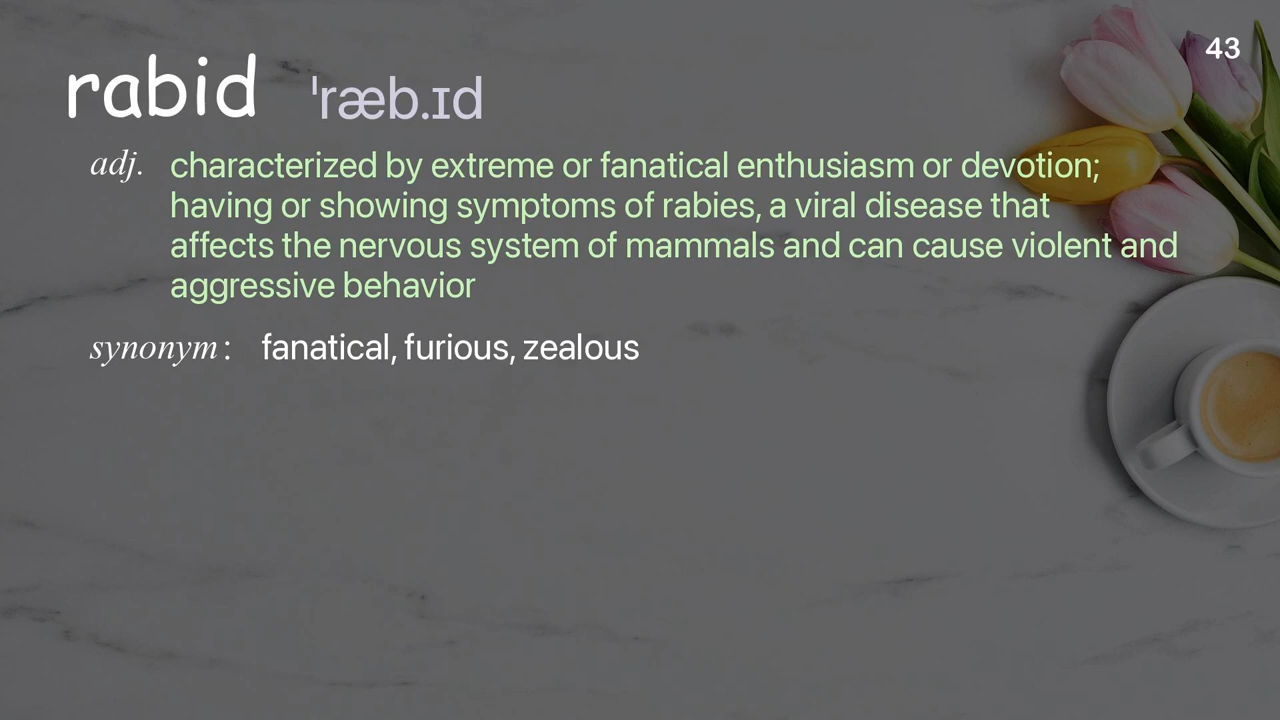 43
rabid ˈræb.ɪd
adj. characterized by extreme or fanatical enthusiasm or devotion;
having or showing symptoms of rabies, a viral disease that
affects the nervous system of mammals and can cause violent and
aggressive behavior
synonym: fanatical, furious, zealous